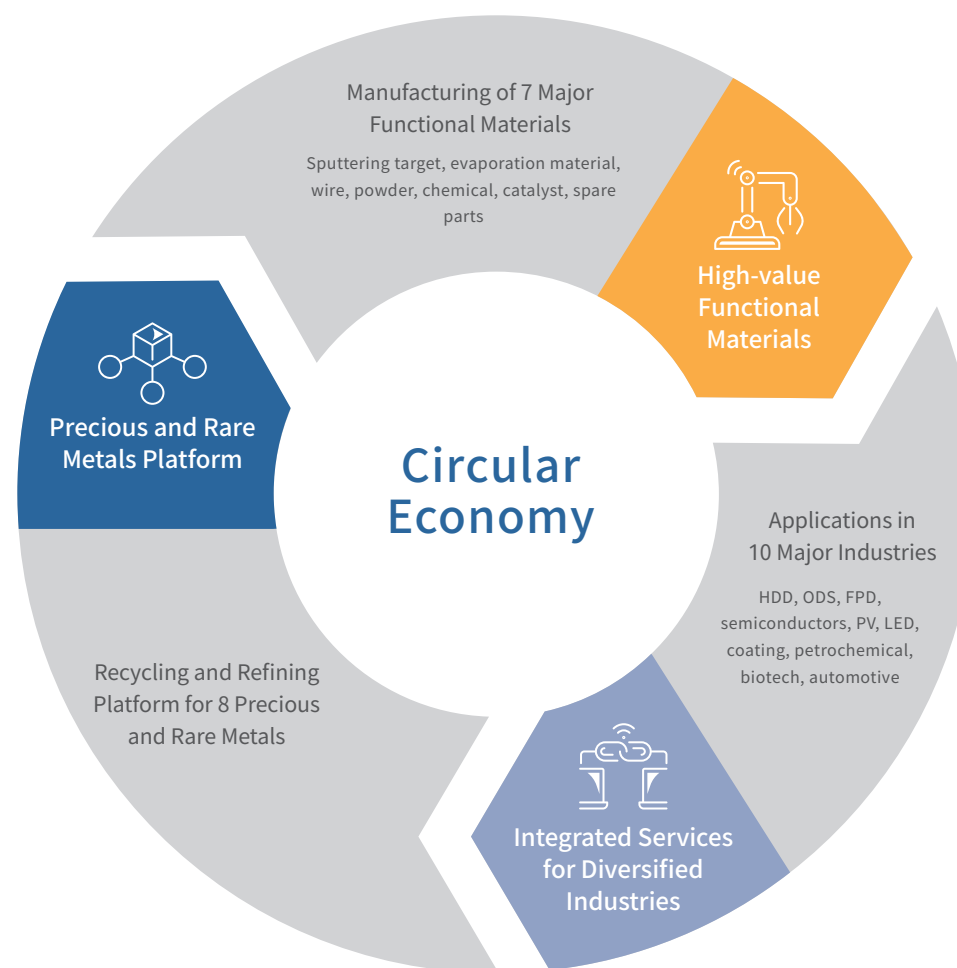 Manufacturing of 7 Major
Functional Materials
Sputtering target, evaporation material,
wire, powder, chemical, catalyst, spare
parts
High-value
Functional
Materials
Precious and Rare
Metals Platform
Circular
Economy
Applications in
10 Major Industries
HDD, ODS, FPD,
semiconductors, PV, LED,
coating, petrochemical,
biotech, automotive
Recycling and Refining
Platform for 8 Precious
and Rare Metals
Integrated Services
for Diversified
Industries